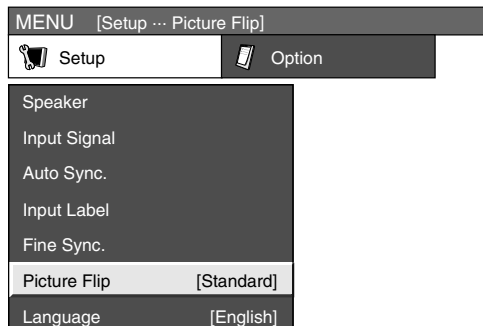 MENU [Setup ··· Picture Flip]
Setup Option
Speaker
Input Signal
Auto Sync.
Input Label
Fine Sync.
Picture Flip [Standard]
Language [English]